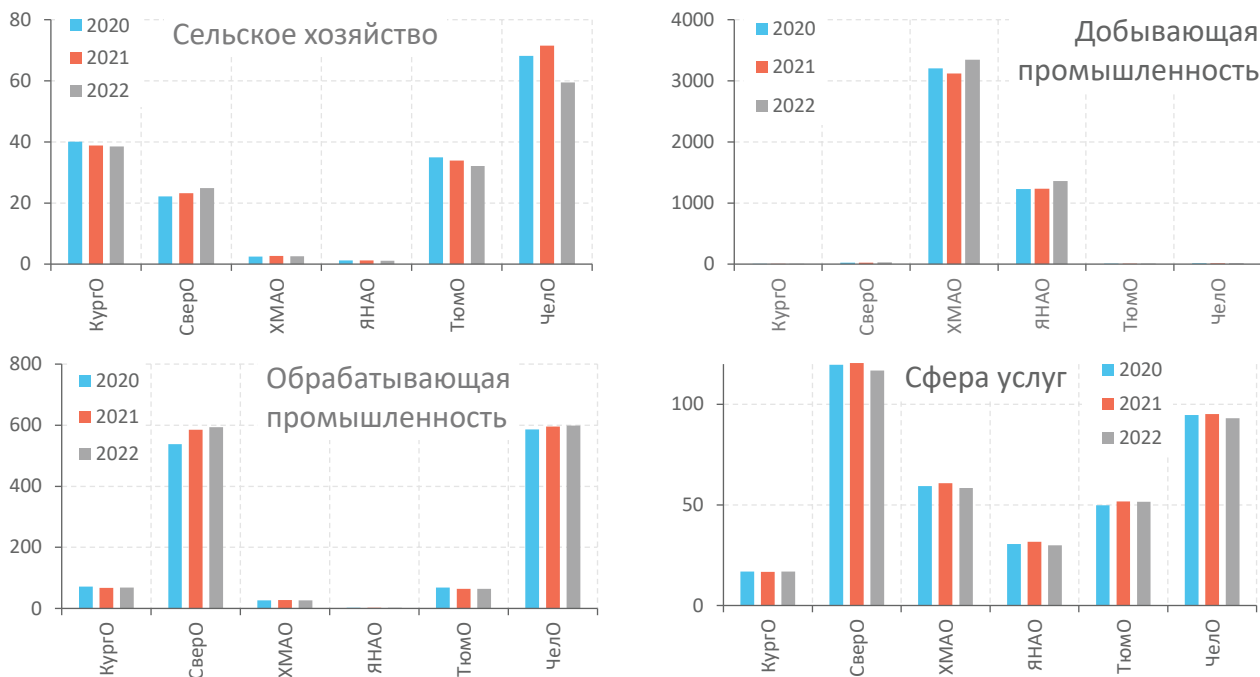 Сельское хозяйство
2020
2021
2022
80
60
40
20
0
КургО
СверО
ХМАО
ЯНАО
ТюмО
ЧелО
Добывающая
промышленность
2020
2021
2022
4000
3000
2000
1000
0
КургО
СверО
ХМАО
ЯНАО
ТюмО
ЧелО
Обрабатывающая
промышленность
2020
2021
2022
800
600
400
200
0
КургО
СверО
ХМАО
ЯНАО
ТюмО
ЧелО
Сфера услуг
2020
2021
2022
100
50
0
КургО
СверО
ХМАО
ЯНАО
ТюмО
ЧелО